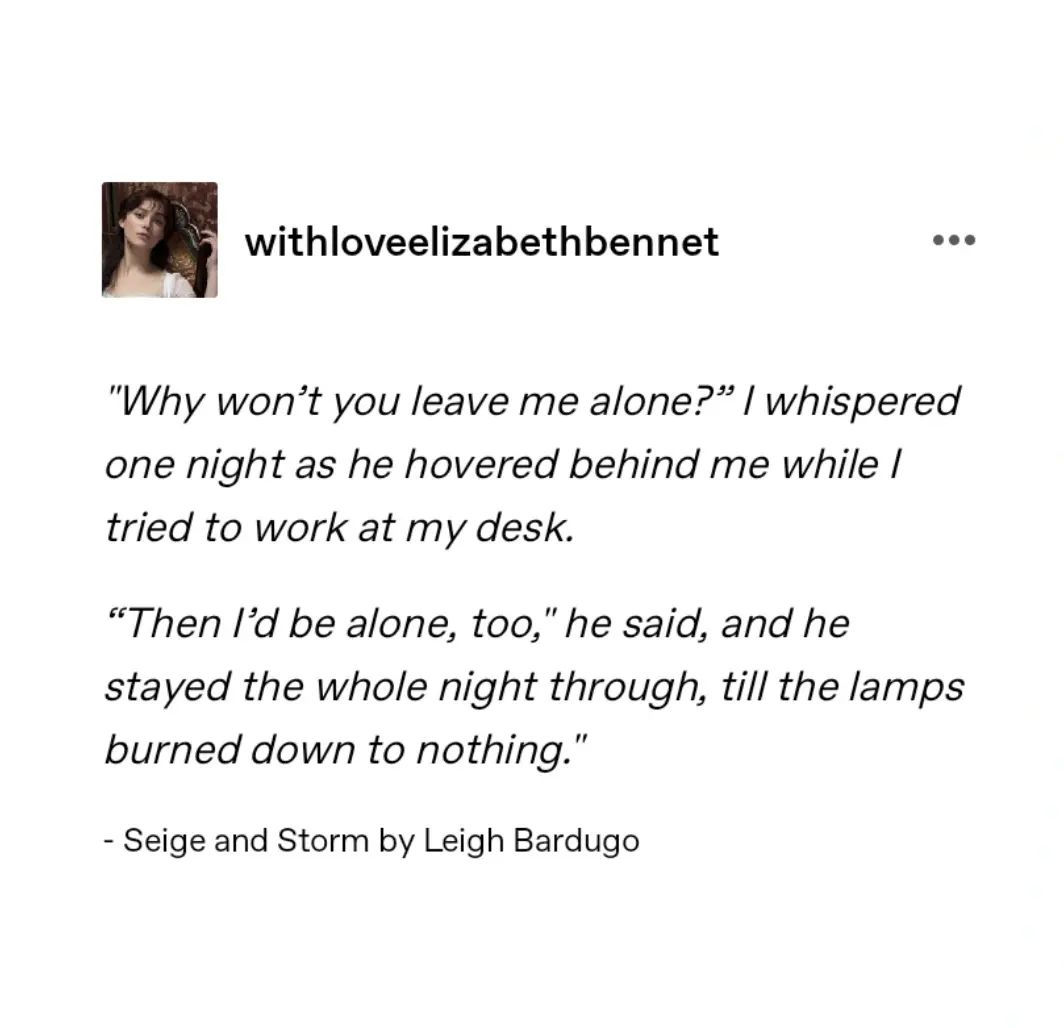 withloveelizabethbennet
"Why won’t you leave me alone?” I whispered
one night as he hovered behind me while I
tried to work at my desk.
“Then I’d be alone, too," he said, and he
stayed the whole night through, till the lamps
burned down to nothing."
- Seige and Storm by Leigh Bardugo